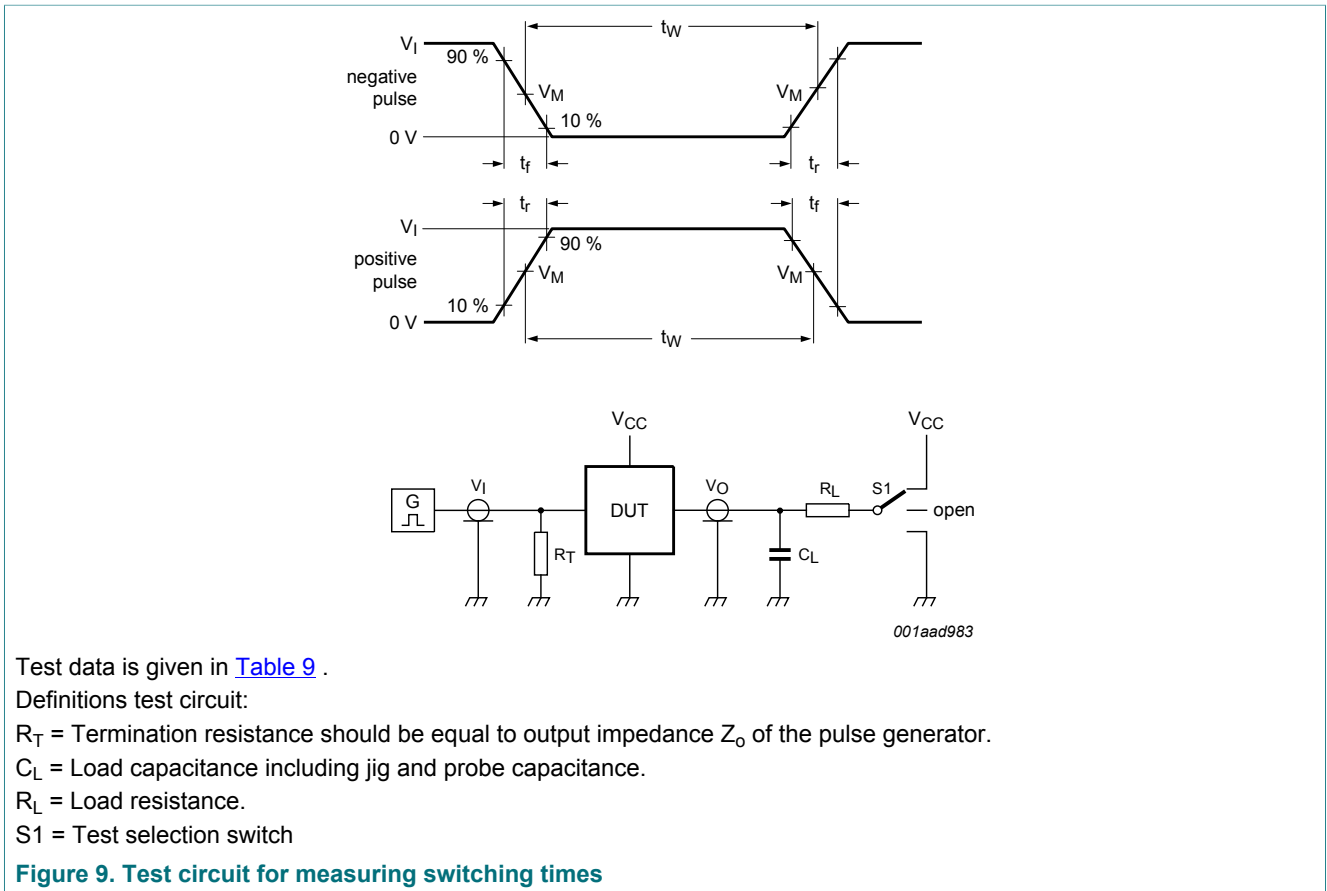 tW
VI
90 %
negative
pulse
VM
VM
10 %
0 V
tf
tr
tr
tf
VI
90 %
positive
pulse
VM
VM
10 %
0 V
tW
VCC
VCC
VI
VO
RL
S1
G
DUT
open
RT
CL
001aad983
Test data is given in Table 9 .
Definitions test circuit:
RT = Termination resistance should be equal to output impedance Zo of the pulse generator.
CL = Load capacitance including jig and probe capacitance.
RL = Load resistance.
S1 = Test selection switch
Figure 9. Test circuit for measuring switching times